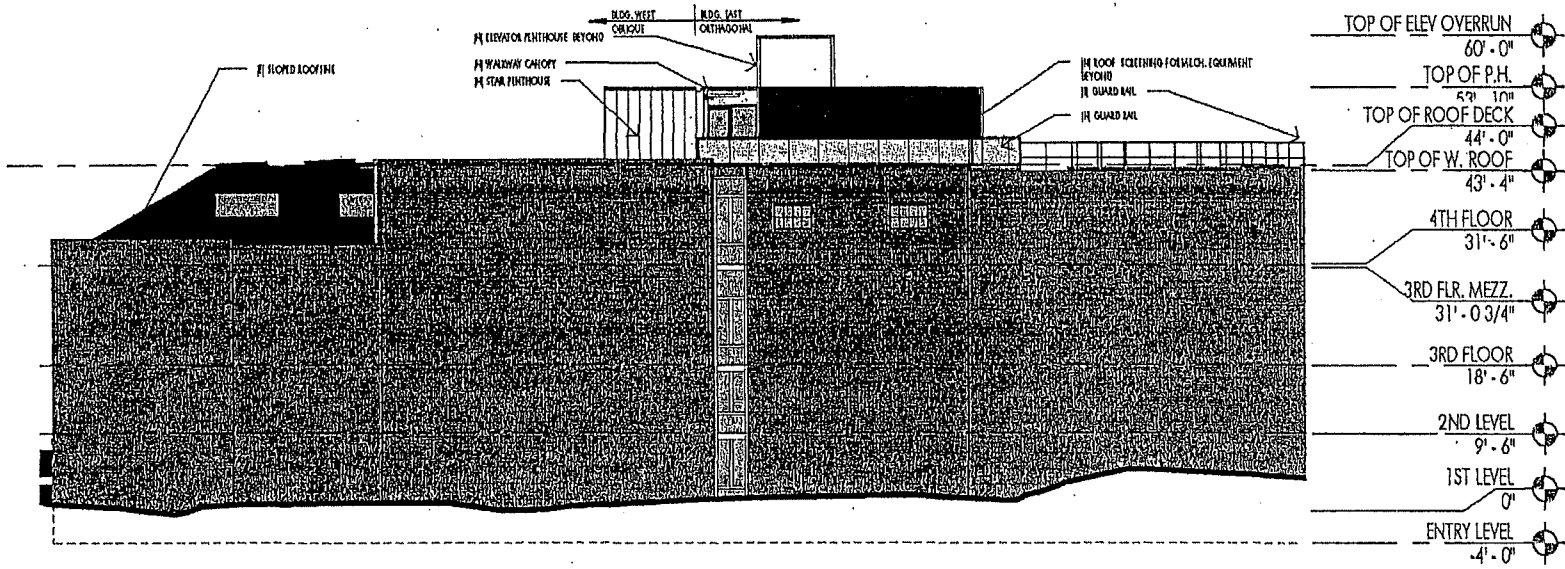 BLDG. WEST
OBLIQUE
BLDG. EAST
ORTHAGONAL
[N] ELEVATOR PENTHOUSE BEYOND
[N] WALKWAY CANOPY
[N] STAIR PENTHOUSE
[E] SLOPED ROOFLINE
[N] ROOF SCREENING FOR MECH. EQUIPMENT
BEYOND
[E] GUARD RAIL
[N] GUARD RAIL
TOP OF ELEV OVERRUN
60' - 0"
TOP OF P.H.
53' - 10"
TOP OF ROOF DECK
44' - 0"
TOP OF W. ROOF
43' - 4"
4TH FLOOR
31' - 6"
3RD FLR. MEZZ.
31' - 0 3/4"
3RD FLOOR
18' - 6"
2ND LEVEL
9' - 6"
1ST LEVEL
0"
ENTRY LEVEL
-4' - 0"